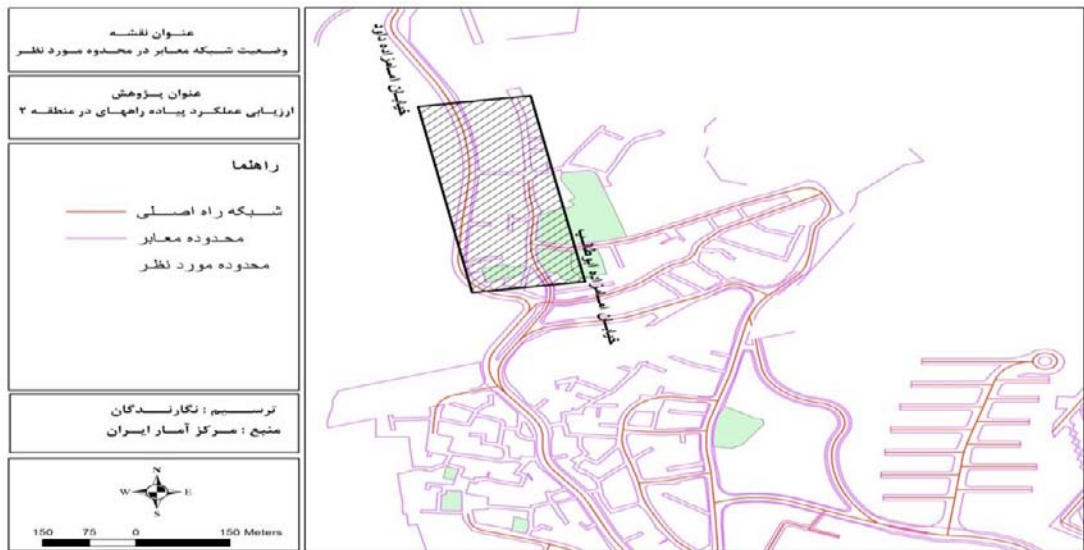 عنوان نقشه
وضعیت شبکه معابر در محدوده مورد نظر
عنوان پژوهش
ارزیابی عملکرد پیاده راههای در منطقه ۲
راهلما
شبکه راه اصلی
محدوده معابر
محدوده مورد نظر
ترسیم : نگارندگان
منبع : مرکز آمار ایران
N
W E
S
150 75 0 150 Meters
خیابان امامزاده داود
خیابان امامزاده ابوطالب